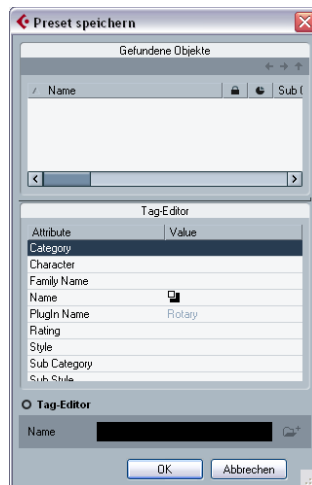 Preset speichern
Gefundene Objekte
/ Name Sub (
Tag-Editor
Attribute Value
Category
Character
Family Name
Name
PlugIn Name Rotary
Rating
Style
Sub Category
Sub Style
Tag-Editor
Name
OK Abbrechen